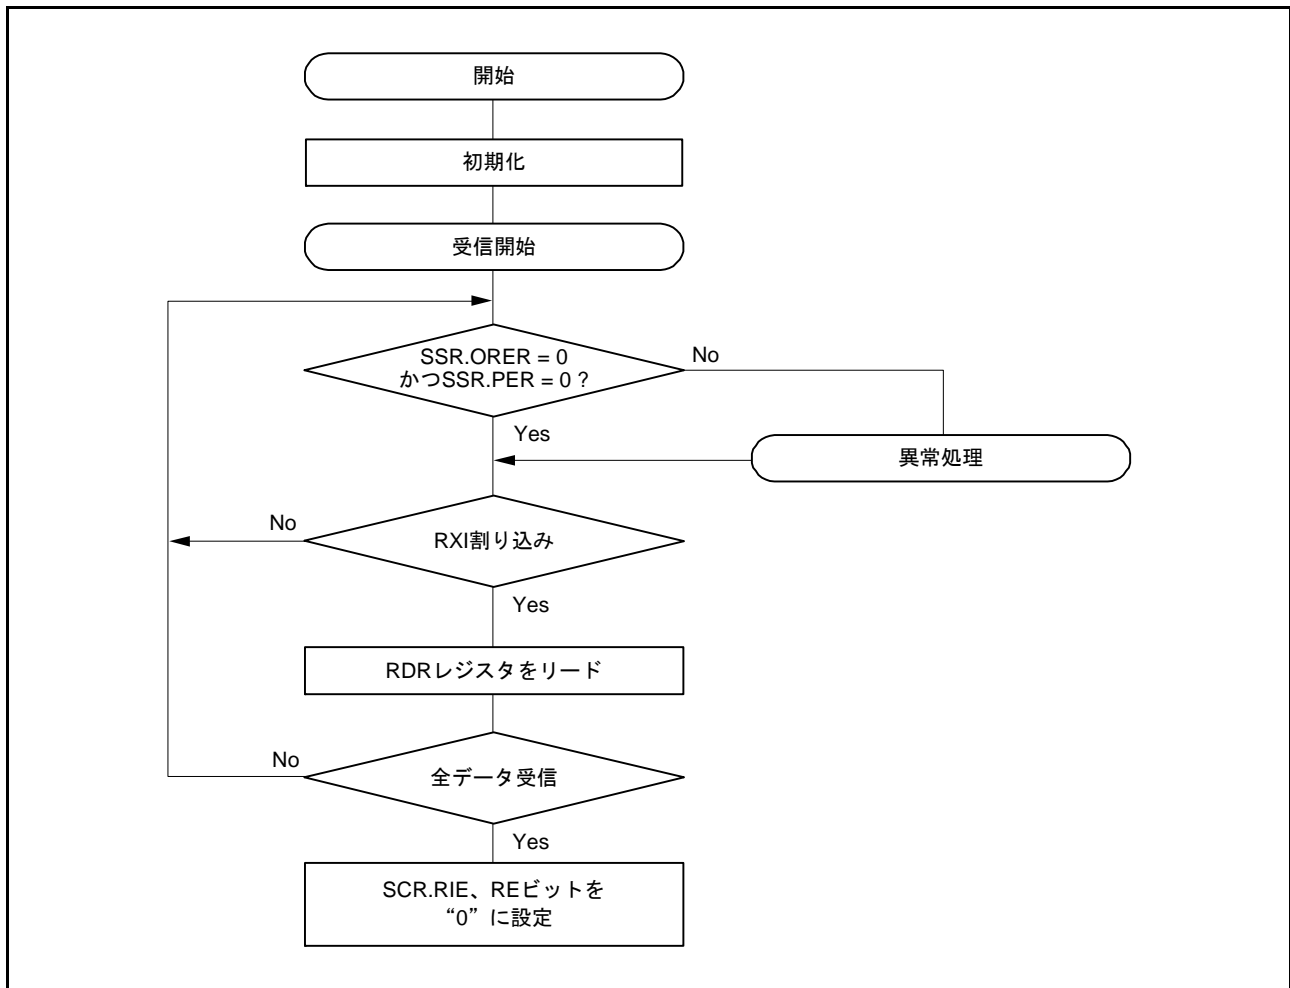 開始
初期化
受信開始
SSR.ORER = 0
かつSSR.PER = 0 ?
No
Yes
異常処理
No
RXI割り込み
Yes
RDRレジスタをリード
No
全データ受信
Yes
SCR.RIE、REビットを
“0”に設定